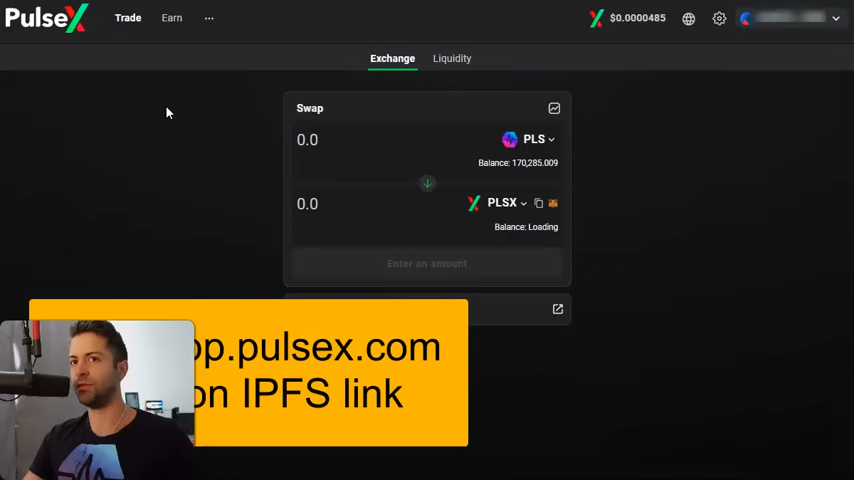 PulseX
Trade
Earn
...
$0.0000485
Exchange
Liquidity
Swap
0.0
PLS
Balance: 170,285.009
0.0
PLSX
Balance: Loading
Enter an amount
op.pulsex.com
on IPFS link